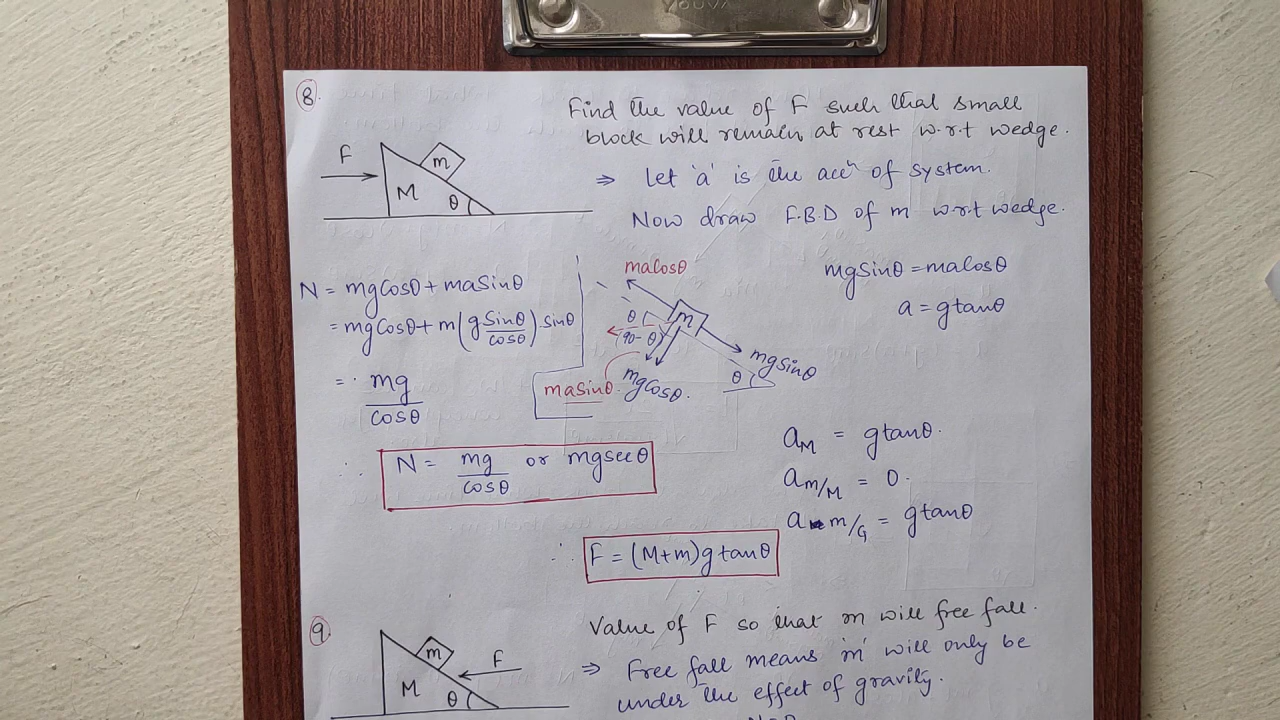 8.
Find the value of F such that small
block will remain at rest w.r.t wedge.
F
m
M
θ
⇒ Let 'a' is the accⁿ of system.
Now draw F.B.D of m w.r.t wedge.
N = mgcosθ + masinθ
= mgcosθ + m(g sinθ/cosθ) sinθ
= mg/cosθ
∴ N = mg/cosθ or mgsecθ
macosθ
θ
m
(90-θ)
masinθ.
mgcosθ.
mgsinθ
θ
mgsinθ = macosθ
a = gtanθ
a_M = gtanθ.
a_m/M = 0.
a_m/G = gtanθ
∴ F = (M+m)gtanθ
9.
Value of F so that m will free fall.
m
F
M
θ
⇒ Free fall means 'm' will only be
under the effect of gravity.